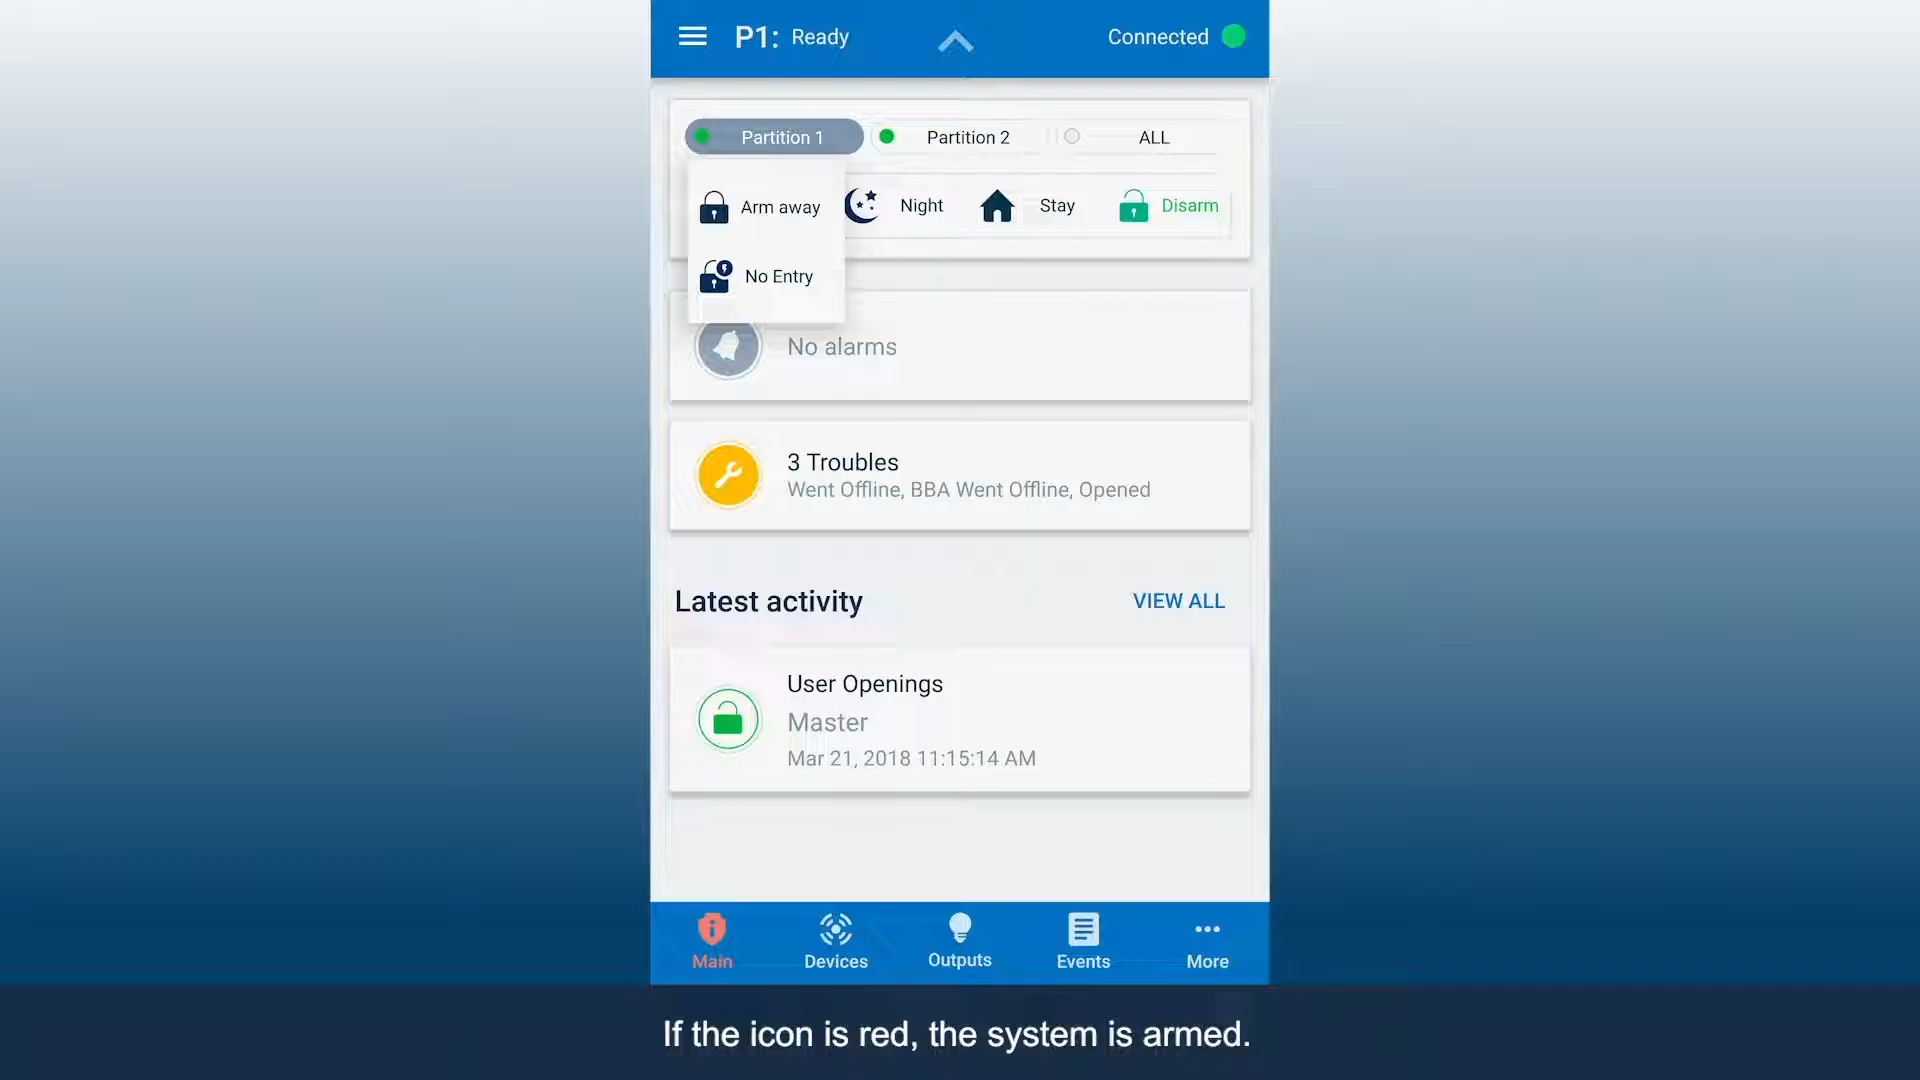 P1: Ready Connected
Partition 1 Partition 2 ALL
Arm away Night Stay Disarm
No Entry
No alarms
3 Troubles
Went Offline, BBA Went Offline, Opened
Latest activity VIEW ALL
User Openings
Master
Mar 21, 2018 11:15:14 AM
Main Devices Outputs Events More
If the icon is red, the system is armed.